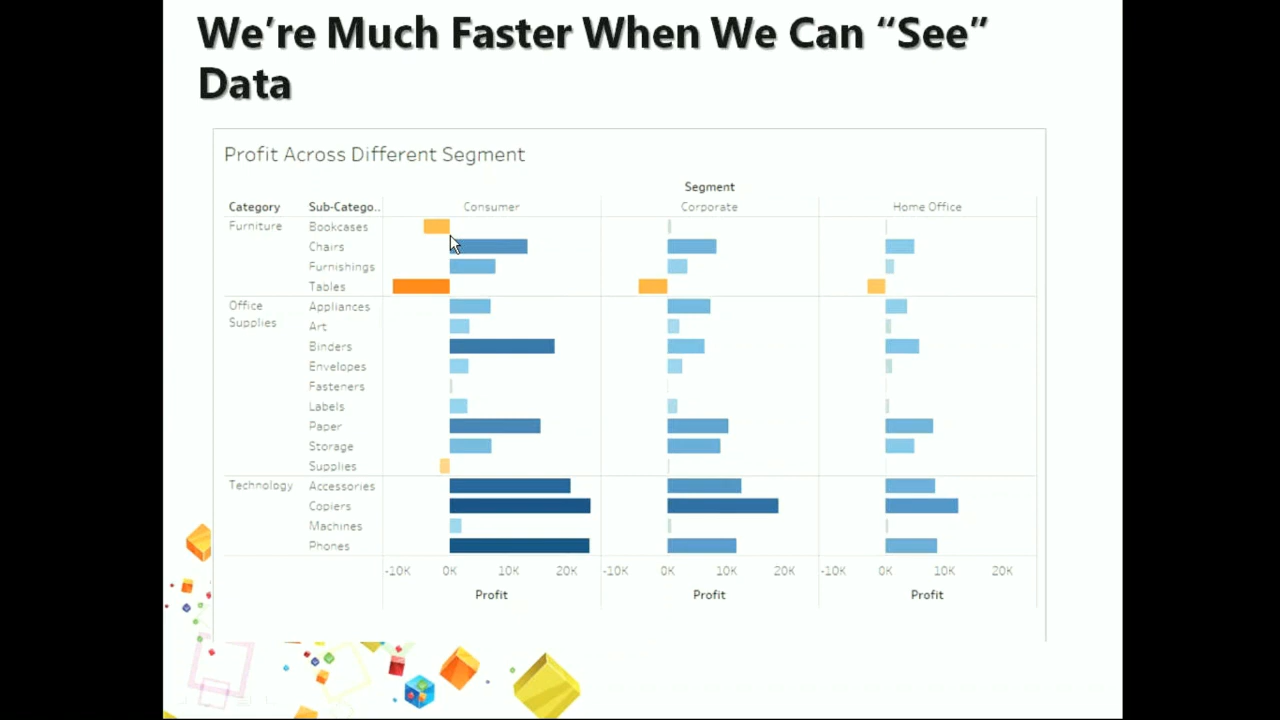 We're Much Faster When We Can “See”
Data
Profit Across Different Segment
Segment
Category Sub-Catego.. Consumer Corporate Home Office
Furniture Bookcases
Chairs
Furnishings
Tables
Office Supplies Appliances
Art
Binders
Envelopes
Fasteners
Labels
Paper
Storage
Supplies
Technology Accessories
Copiers
Machines
Phones
-10K 0K 10K 20K -10K 0K 10K 20K -10K 0K 10K 20K
Profit Profit Profit